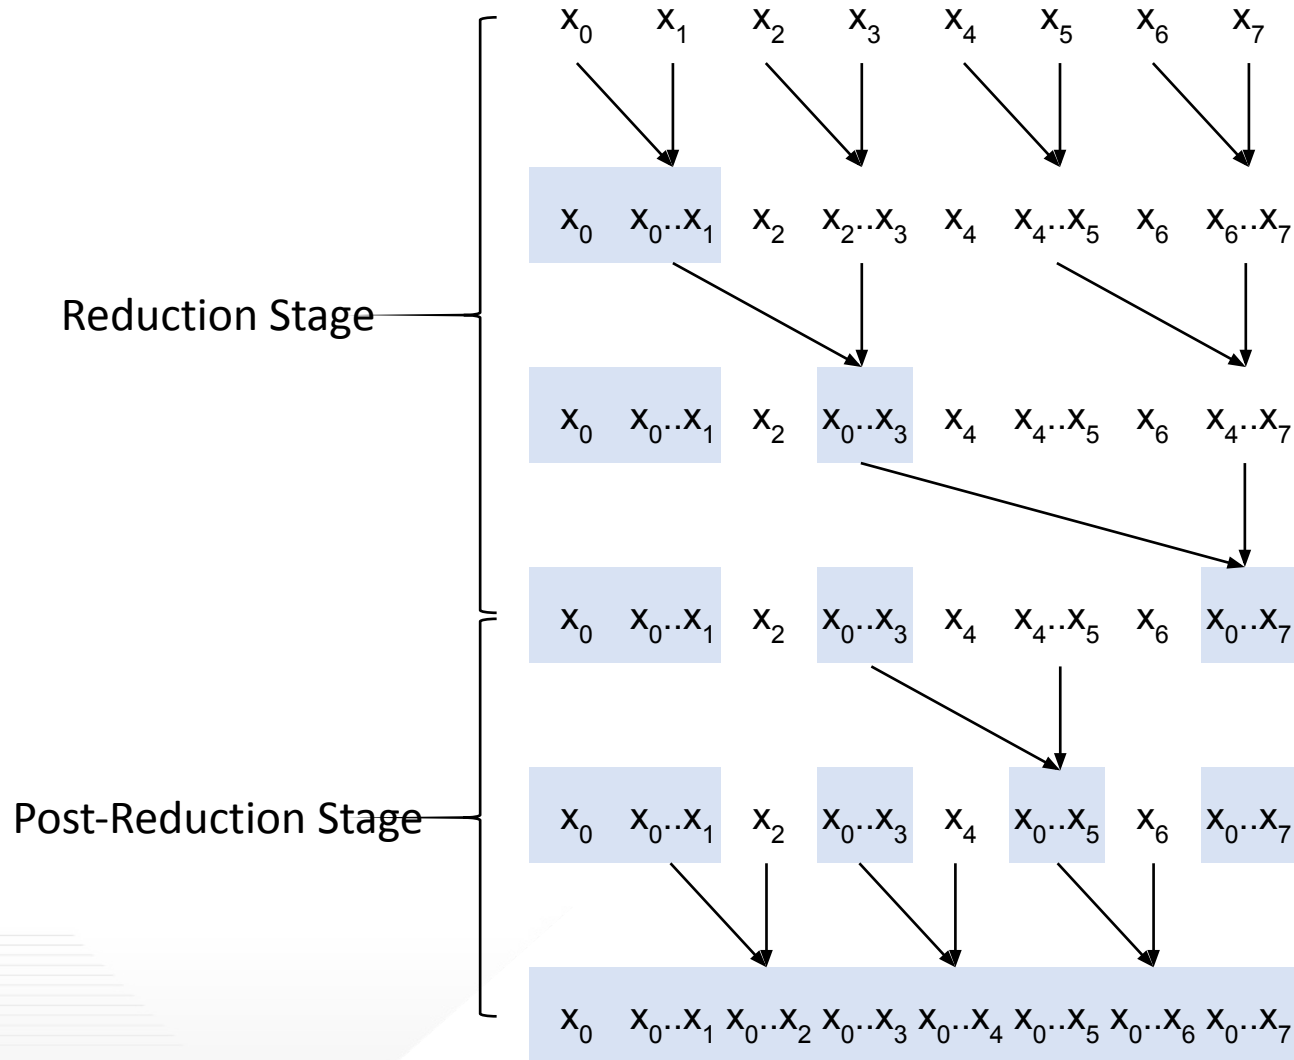 x₀ x₁ x₂ x₃ x₄ x₅ x₆ x₇
x₀ x₀..x₁ x₂ x₂..x₃ x₄ x₄..x₅ x₆ x₆..x₇
Reduction Stage
x₀ x₀..x₁ x₂ x₀..x₃ x₄ x₄..x₅ x₆ x₄..x₇
x₀ x₀..x₁ x₂ x₀..x₃ x₄ x₄..x₅ x₆ x₀..x₇
Post-Reduction Stage
x₀ x₀..x₁ x₂ x₀..x₃ x₄ x₀..x₅ x₆ x₀..x₇
x₀ x₀..x₁ x₀..x₂ x₀..x₃ x₀..x₄ x₀..x₅ x₀..x₆ x₀..x₇